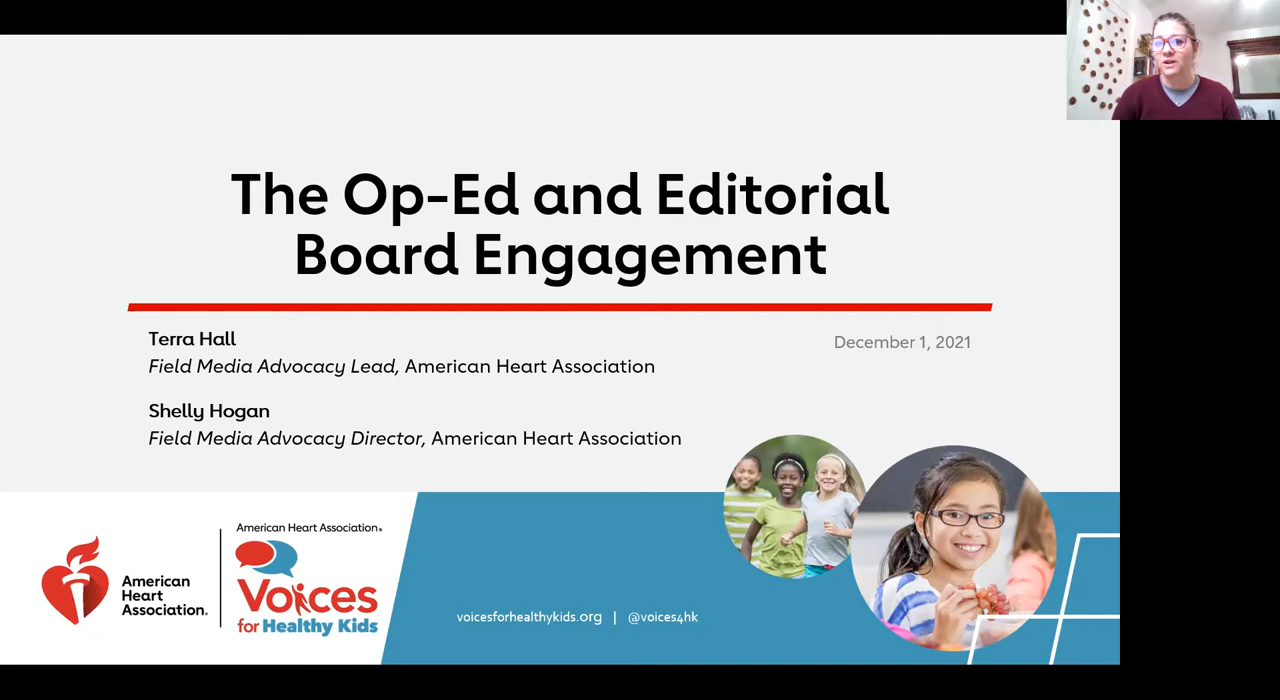 The Op-Ed and Editorial
Board Engagement
Terra Hall
Field Media Advocacy Lead, American Heart Association
December 1, 2021
Shelly Hogan
Field Media Advocacy Director, American Heart Association
American
Heart
Association.
American Heart Association®
Voices
for Healthy Kids
voicesforhealthykids.org | @voices4hk